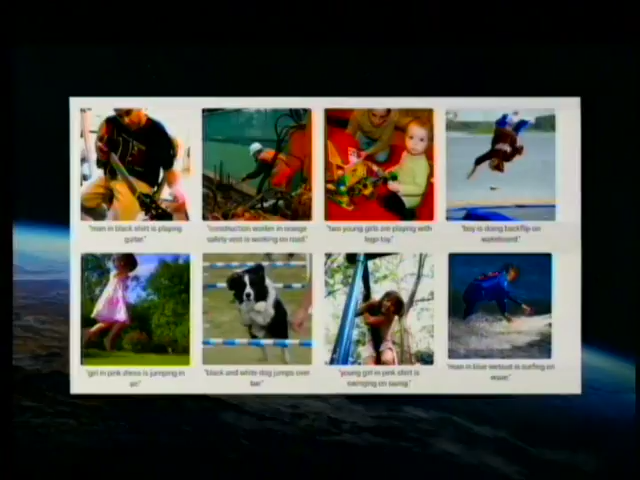 "man in black shirt is playing
guitar."
"construction worker in orange
safety vest is working on road."
"two young girls are playing with
lego toy."
"boy is doing backflip on
wakeboard."
"girl in pink dress is jumping in
air."
"black and white dog jumps over
bar."
"young girl in pink shirt is
swinging on swing."
"man in blue wetsuit is surfing on
wave."